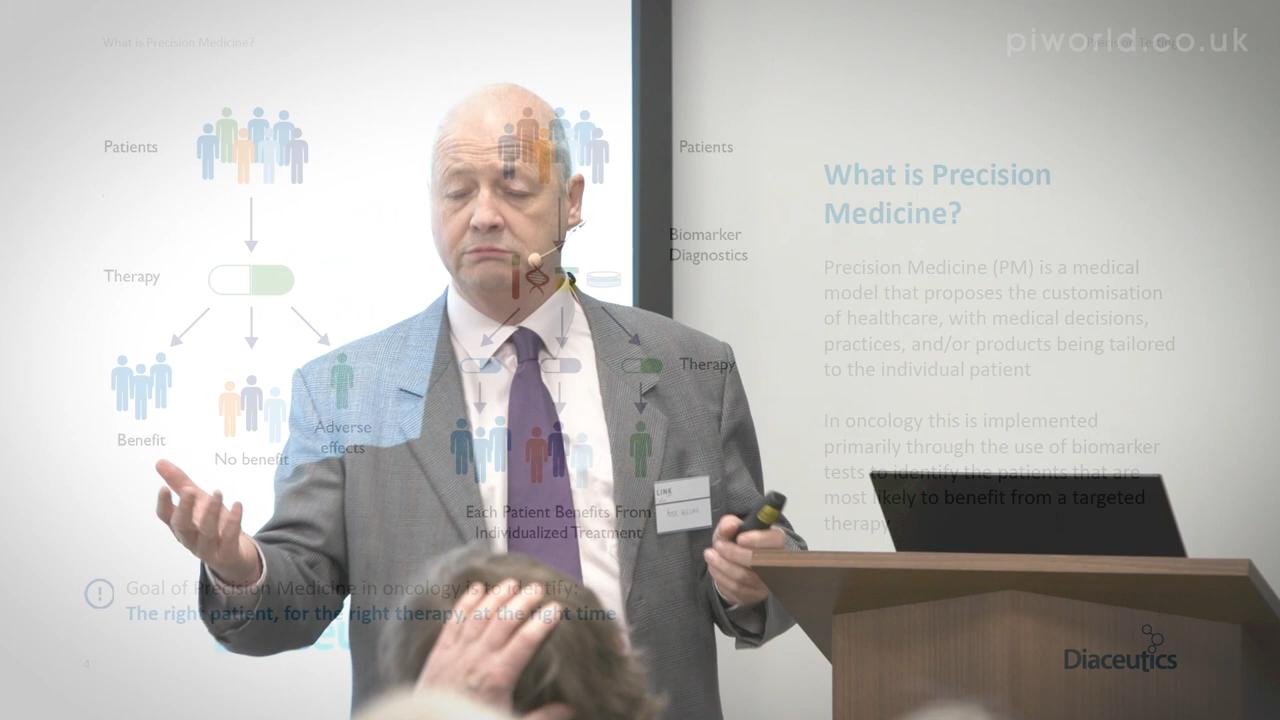 What is Precision Medicine?
Precision Testing
piworld.co.uk
Patients
Patients
What is Precision
Medicine?
Biomarker
Diagnostics
Therapy
Precision Medicine (PM) is a medical
model that proposes the customisation
of healthcare, with medical decisions,
practices, and/or products being tailored
to the individual patient
Therapy
Benefit
No benefit
Adverse
effects
In oncology this is implemented
primarily through the use of biomarker
tests to identify the patients that are
most likely to benefit from a targeted
therapy
LINK
Each Patient Benefits From
Individualized Treatment
Goal of Precision Medicine in oncology is to identify:
The right patient, for the right therapy, at the right time
4
Diaceutics